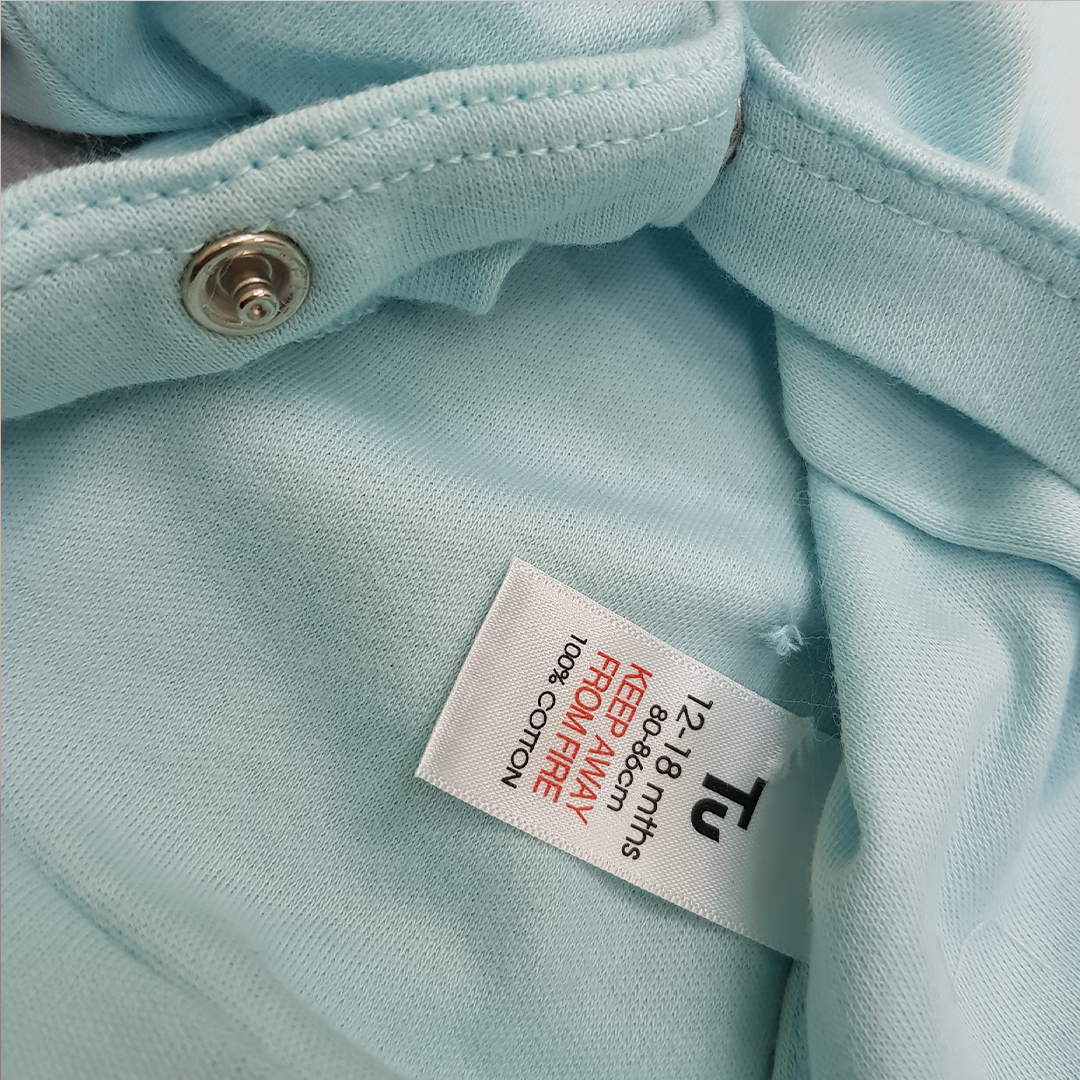 Tu
12-18 mths
80-86cm
KEEP AWAY
FROM FIRE
100% COTTON